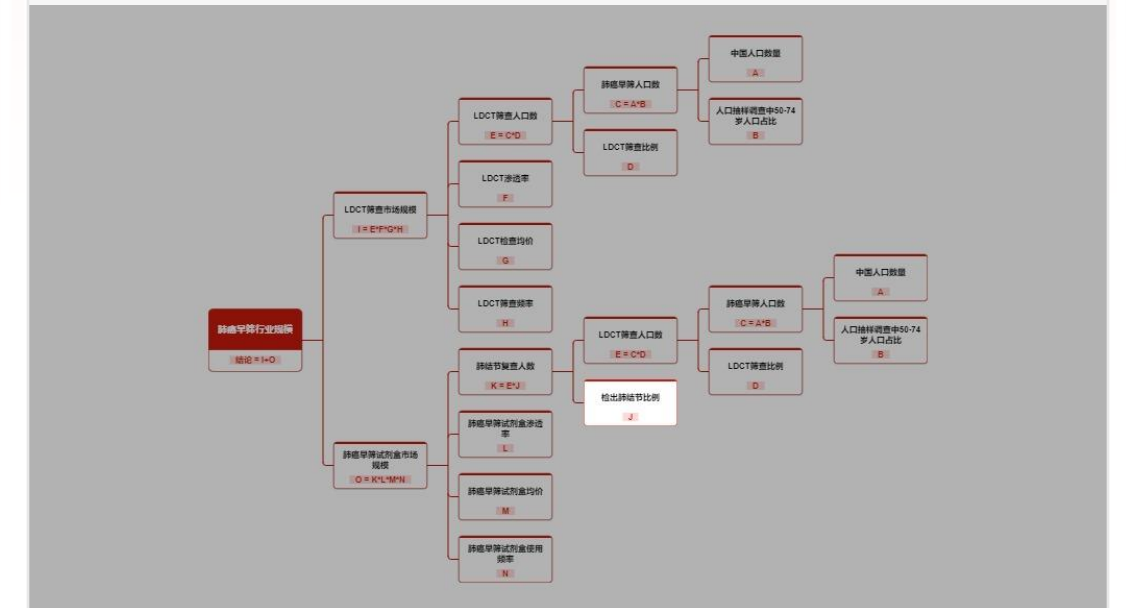 中国人口数量
A
肺癌早筛人口数
C = A*B
人口抽样调查中50-74
岁人口占比
B
LDCT筛查人口数
E = C*D
LDCT筛查比例
D
LDCT渗透率
F
LDCT筛查市场规模
I = E*F*G*H
LDCT检查均价
G
LDCT筛查频率
H
肺癌早筛行业规模
结论 = I+O
中国人口数量
A
肺癌早筛人口数
C = A*B
人口抽样调查中50-74
岁人口占比
B
LDCT筛查人口数
E = C*D
LDCT筛查比例
D
肺结节复查人数
K = E*J
检出肺结节比例
J
肺癌早筛试剂盒渗透
率
L
肺癌早筛试剂盒市场
规模
O = K*L*M*N
肺癌早筛试剂盒均价
M
肺癌早筛试剂盒使用
频率
N